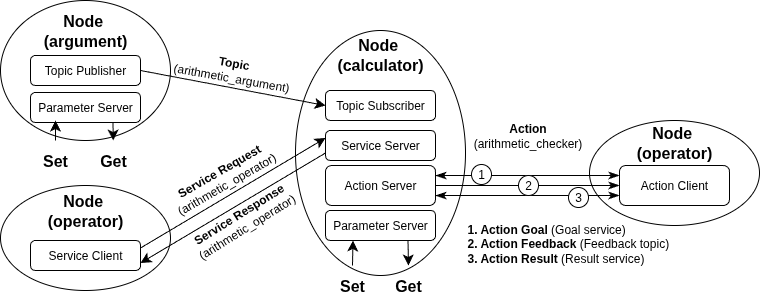 Node
(argument)
Topic Publisher
Parameter Server
Set
Get
Topic
(arithmetic_argument)
Node
(calculator)
Topic Subscriber
Service Server
Action Server
Parameter Server
Set
Get
Service Request
(arithmetic_operator)
Service Response
(arithmetic_operator)
Node
(operator)
Service Client
Action
(arithmetic_checker)
1
2
3
Node
(operator)
Action Client
1. Action Goal (Goal service)
2. Action Feedback (Feedback topic)
3. Action Result (Result service)